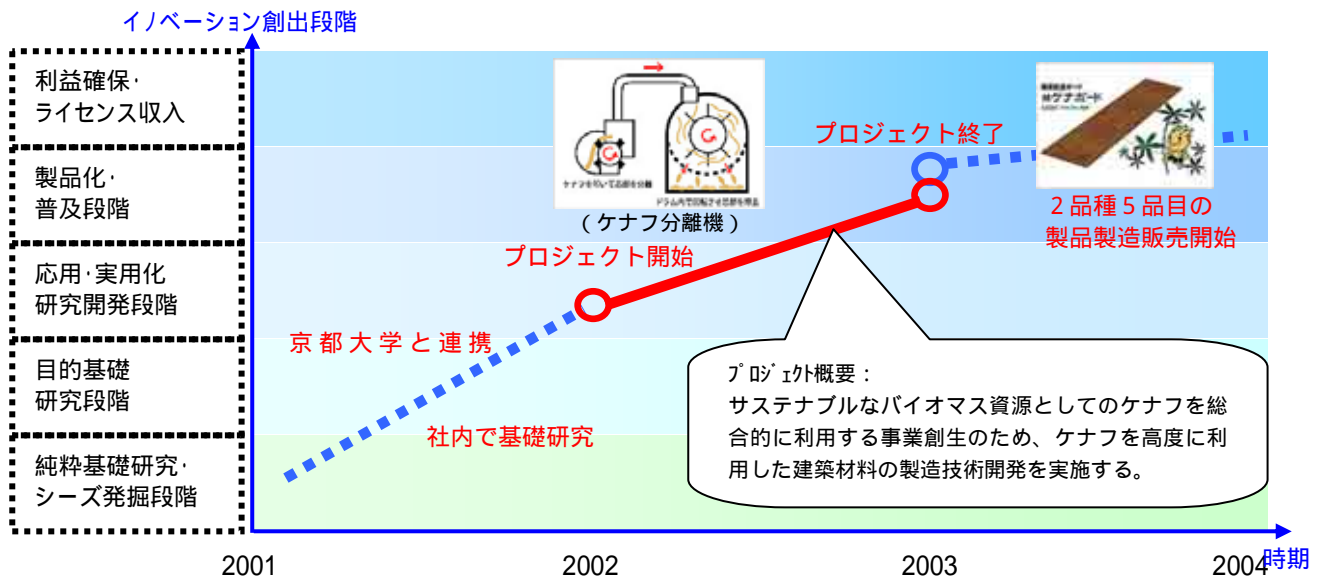 イノベーション創出段階
利益確保･
ライセンス収入
製品化･
普及段階
応用･実用化
研究開発段階
目的基礎
研究段階
純粋基礎研究･
シーズ発掘段階
（ケナフ分離機）
プロジェクト終了
２品種５品目の
製品製造販売開始
プロジェクト開始
京都大学と連携
社内で基礎研究
ﾌﾟﾛｼﾞｪｸﾄ概要：
サステナブルなバイオマス資源としてのケナフを総
合的に利用する事業創生のため、ケナフを高度に利
用した建築材料の製造技術開発を実施する。
2001
2002
2003
2004
時期